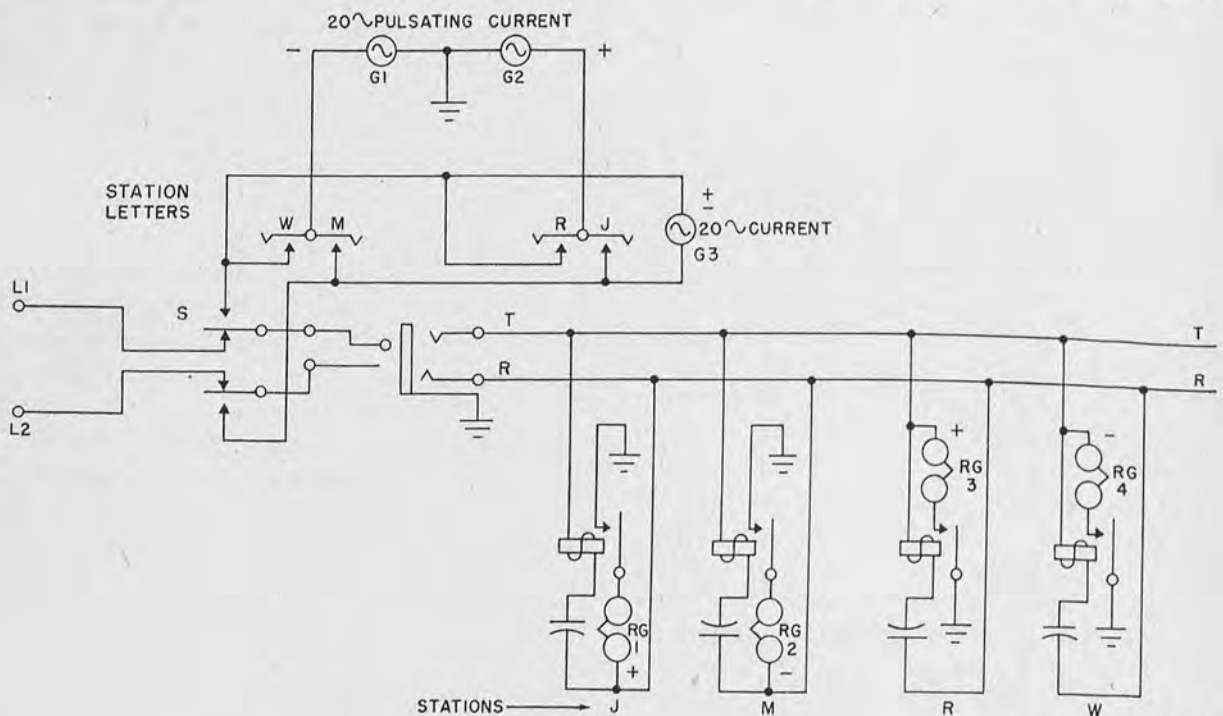 20∿PULSATING CURRENT
− +
G1 G2
STATION
LETTERS
W M R J
+
−
20∿CURRENT
G3
L1
S
T T
R R
L2
+ −
RG
3
RG
4
RG
1
RG
2
+ −
STATIONS J M R W